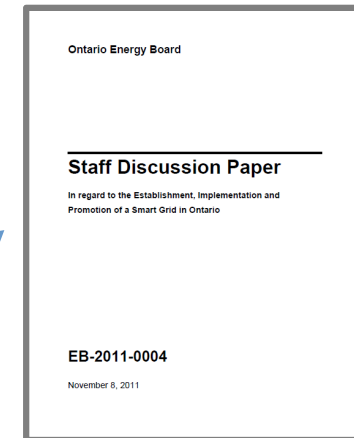 Ontario Energy Board
Staff Discussion Paper
In regard to the Establishment, Implementation and
Promotion of a Smart Grid in Ontario
EB-2011-0004
November 8, 2011